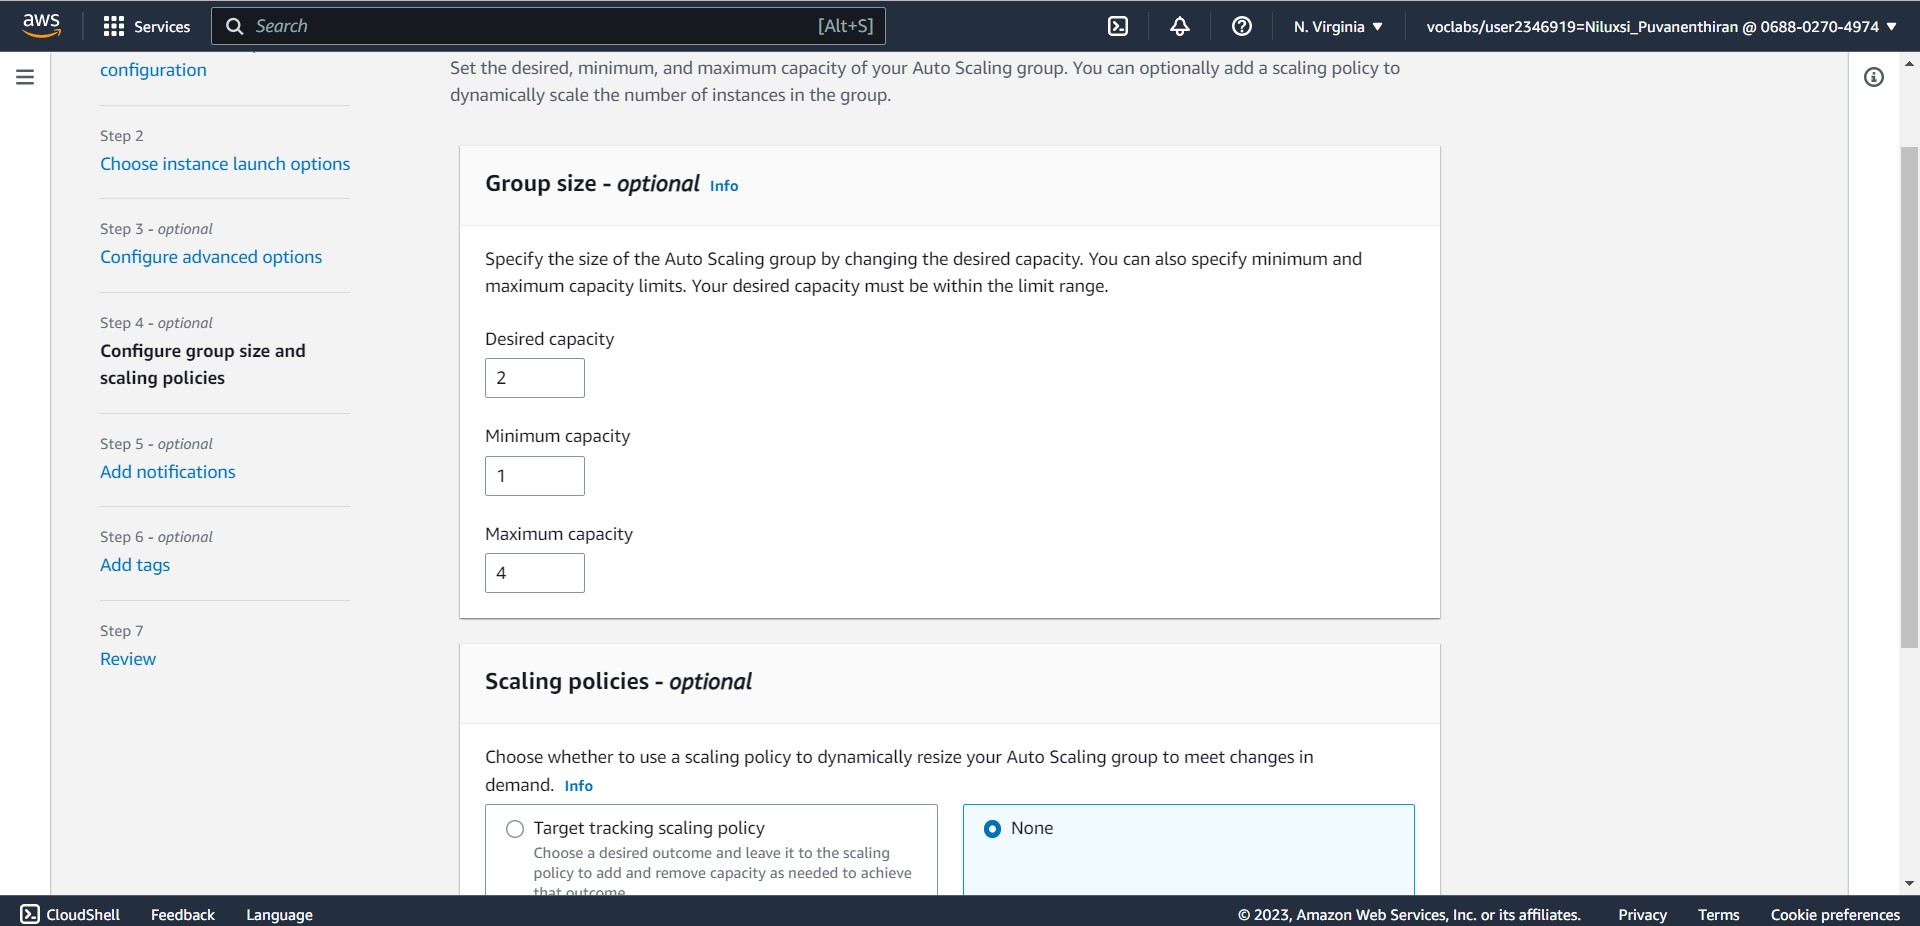 aws
Services
Search
[Alt+S]
N. Virginia
voclabs/user2346919=Niluxsi_Puvanenthiran @ 0688-0270-4974
configuration
Step 2
Choose instance launch options
Step 3 - optional
Configure advanced options
Step 4 - optional
Configure group size and
scaling policies
Step 5 - optional
Add notifications
Step 6 - optional
Add tags
Step 7
Review
Set the desired, minimum, and maximum capacity of your Auto Scaling group. You can optionally add a scaling policy to
dynamically scale the number of instances in the group.
Group size - optional Info
Specify the size of the Auto Scaling group by changing the desired capacity. You can also specify minimum and
maximum capacity limits. Your desired capacity must be within the limit range.
Desired capacity
2
Minimum capacity
1
Maximum capacity
4
Scaling policies - optional
Choose whether to use a scaling policy to dynamically resize your Auto Scaling group to meet changes in
demand. Info
Target tracking scaling policy
Choose a desired outcome and leave it to the scaling
policy to add and remove capacity as needed to achieve
that outcome.
None
CloudShell
Feedback
Language
© 2023, Amazon Web Services, Inc. or its affiliates.
Privacy
Terms
Cookie preferences